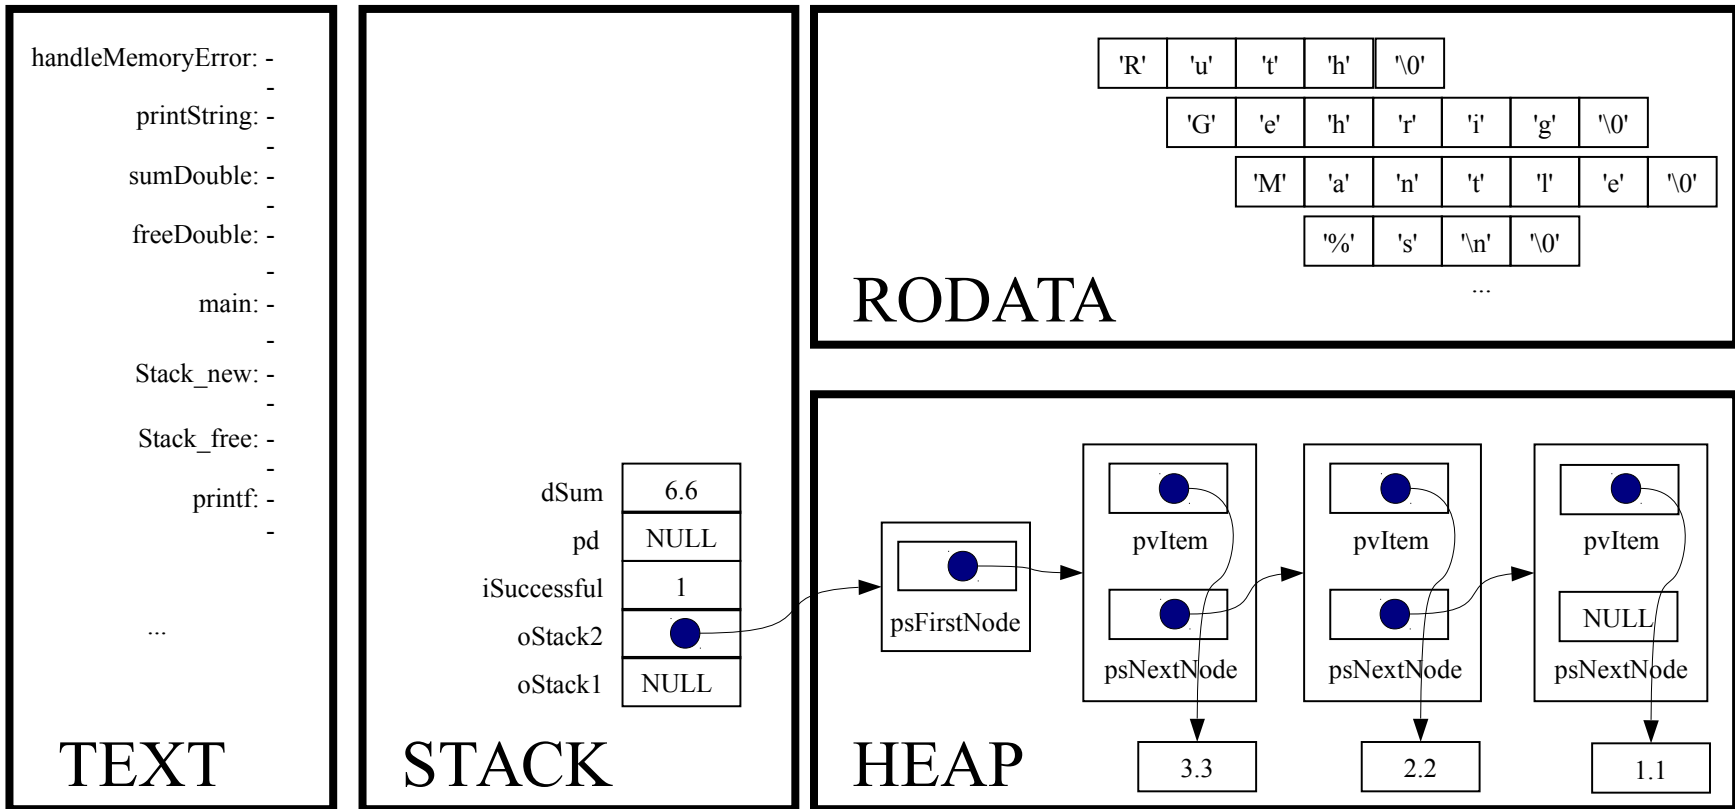 handleMemoryError: -
-
printString: -
-
sumDouble: -
-
freeDouble: -
-
main: -
-
Stack_new: -
-
Stack_free: -
-
printf: -
-
...
TEXT
dSum 6.6
pd NULL
iSuccessful 1
oStack2
oStack1 NULL
STACK
'R' 'u' 't' 'h' '\0'
'G' 'e' 'h' 'r' 'i' 'g' '\0'
'M' 'a' 'n' 't' 'l' 'e' '\0'
'%' 's' '\n' '\0'
...
RODATA
pvItem pvItem pvItem
psFirstNode
NULL
psNextNode psNextNode psNextNode
3.3 2.2 1.1
HEAP